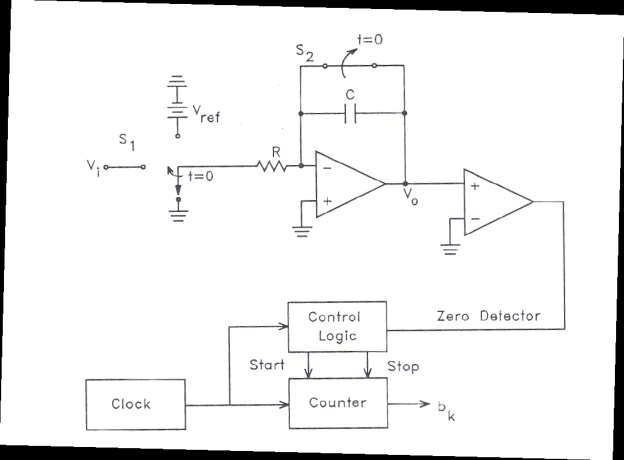 S2
t=0
C
Vref
S1
Vi
t=0
R
−
+
Vo
+
−
Control
Logic
Zero Detector
Start
Stop
Clock
Counter
bk